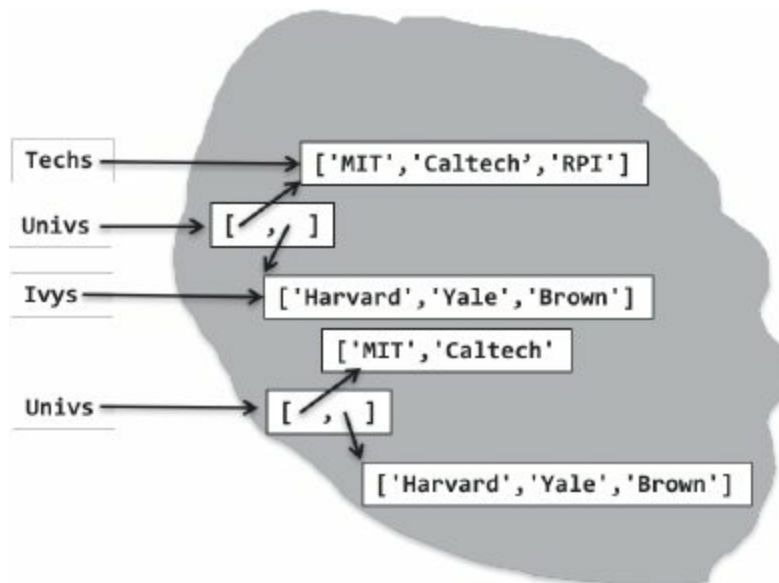 Techs ['MIT','Caltech','RPI']
Univs [ , ]
Ivys ['Harvard','Yale','Brown']
['MIT','Caltech'
Univs [ , ]
['Harvard','Yale','Brown']